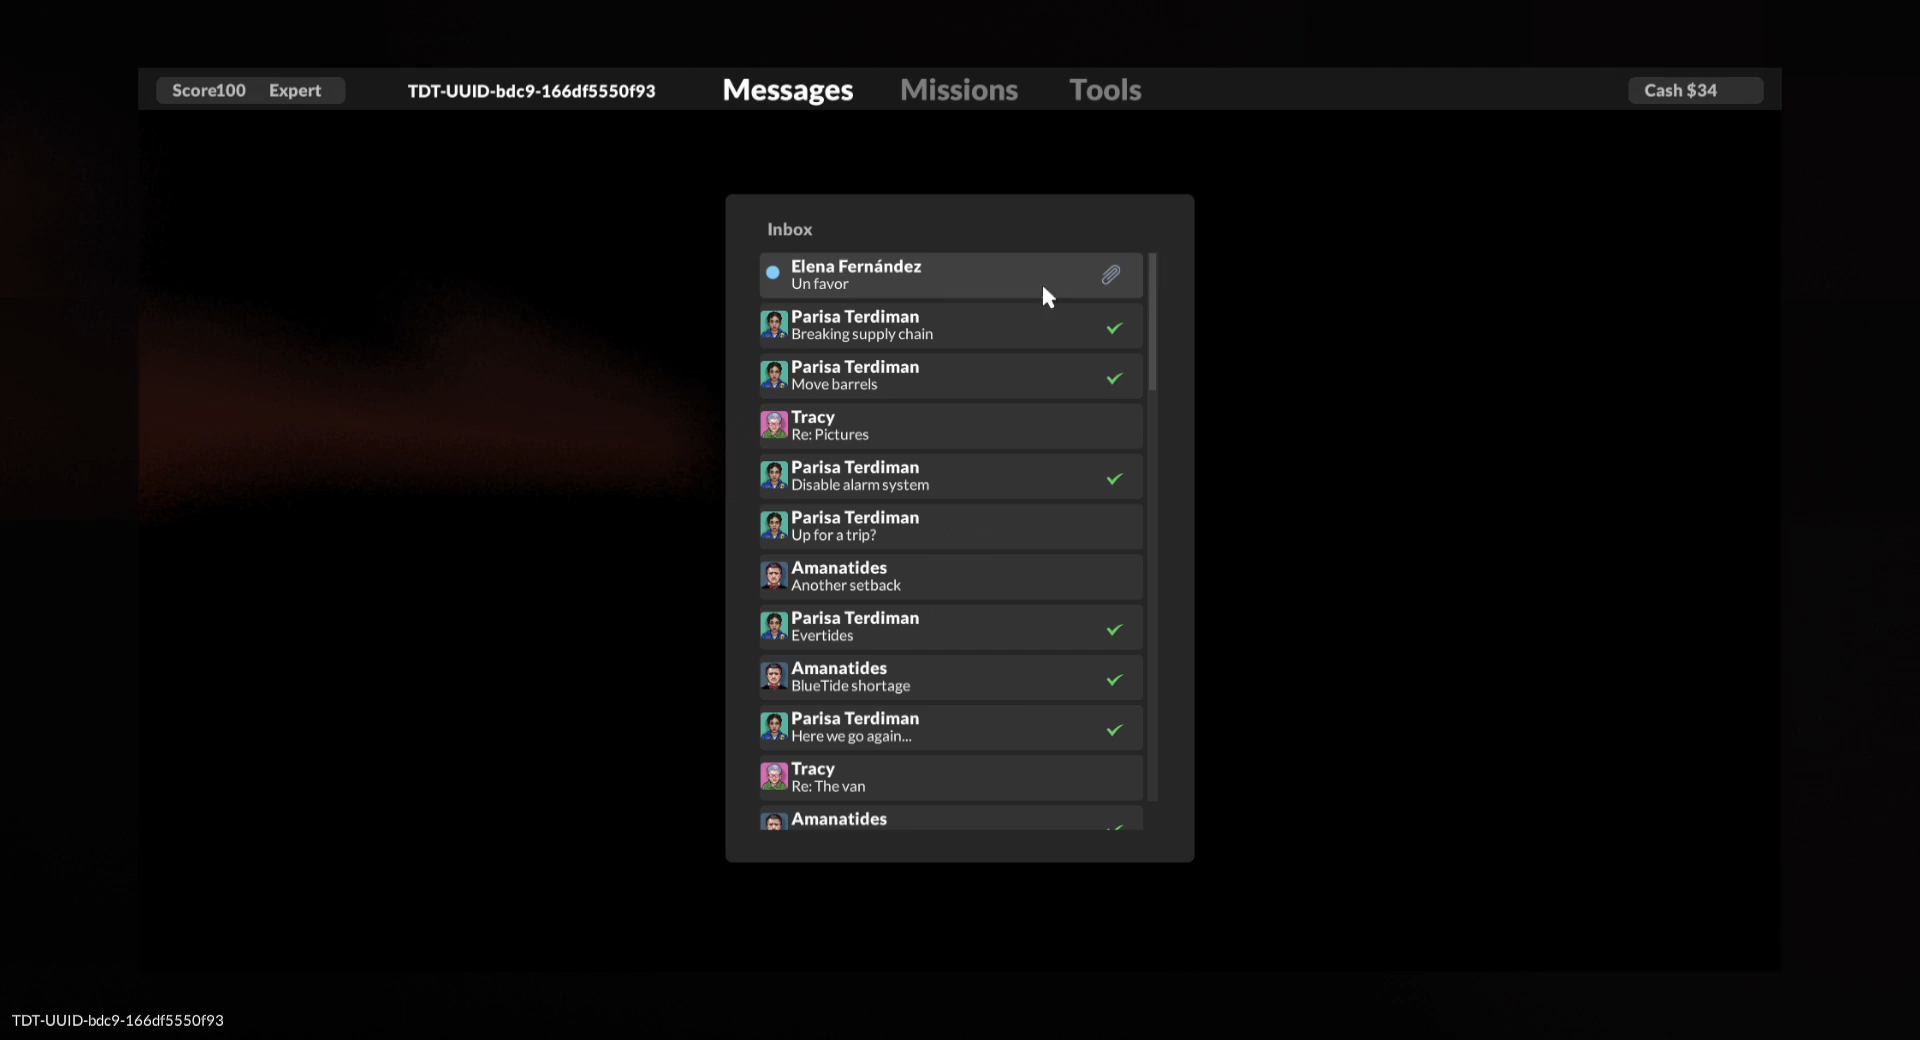 Score100 Expert TDT-UUID-bdc9-166df5550f93 Messages Missions Tools Cash $34
Inbox
Elena Fernández
Un favor
Parisa Terdiman
Breaking supply chain
Parisa Terdiman
Move barrels
Tracy
Re: Pictures
Parisa Terdiman
Disable alarm system
Parisa Terdiman
Up for a trip?
Amanatides
Another setback
Parisa Terdiman
Evertides
Amanatides
BlueTide shortage
Parisa Terdiman
Here we go again...
Tracy
Re: The van
Amanatides
TDT-UUID-bdc9-166df5550f93